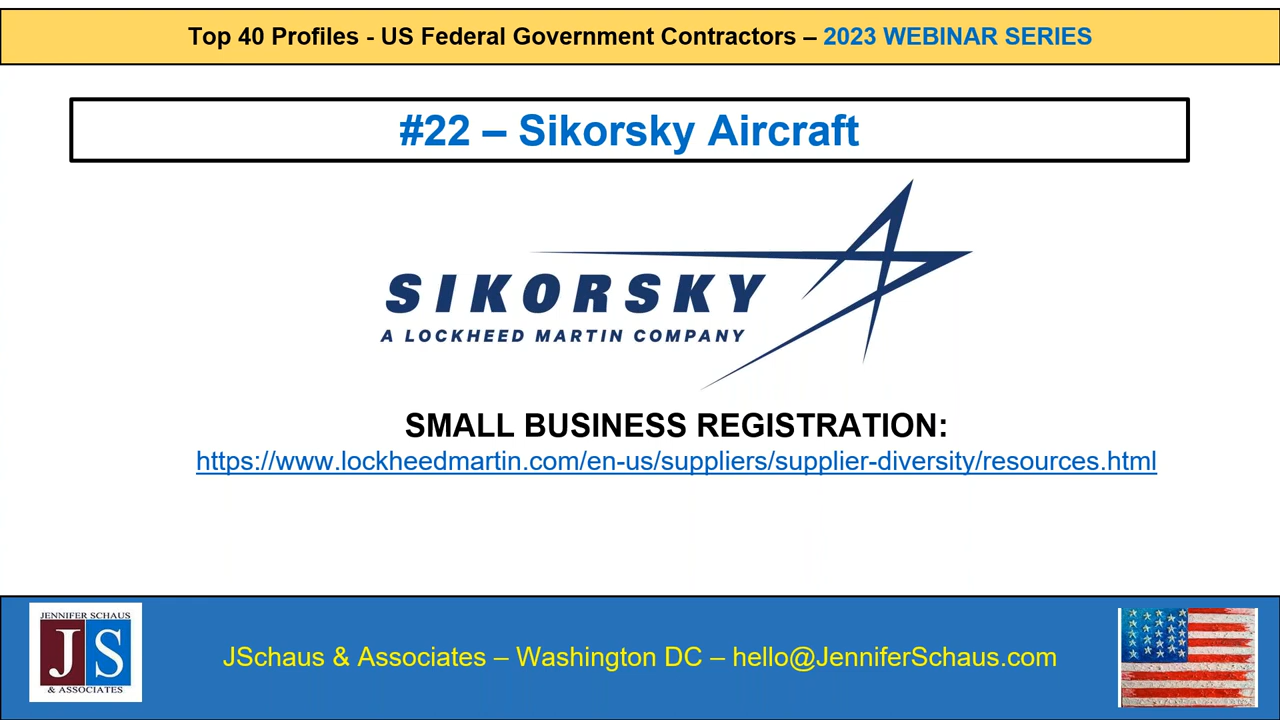 Top 40 Profiles - US Federal Government Contractors – 2023 WEBINAR SERIES
#22 – Sikorsky Aircraft
SIKORSKY
A LOCKHEED MARTIN COMPANY
SMALL BUSINESS REGISTRATION:
https://www.lockheedmartin.com/en-us/suppliers/supplier-diversity/resources.html
JENNIFER SCHAUS
JS
& ASSOCIATES
JSchaus & Associates – Washington DC – hello@JenniferSchaus.com